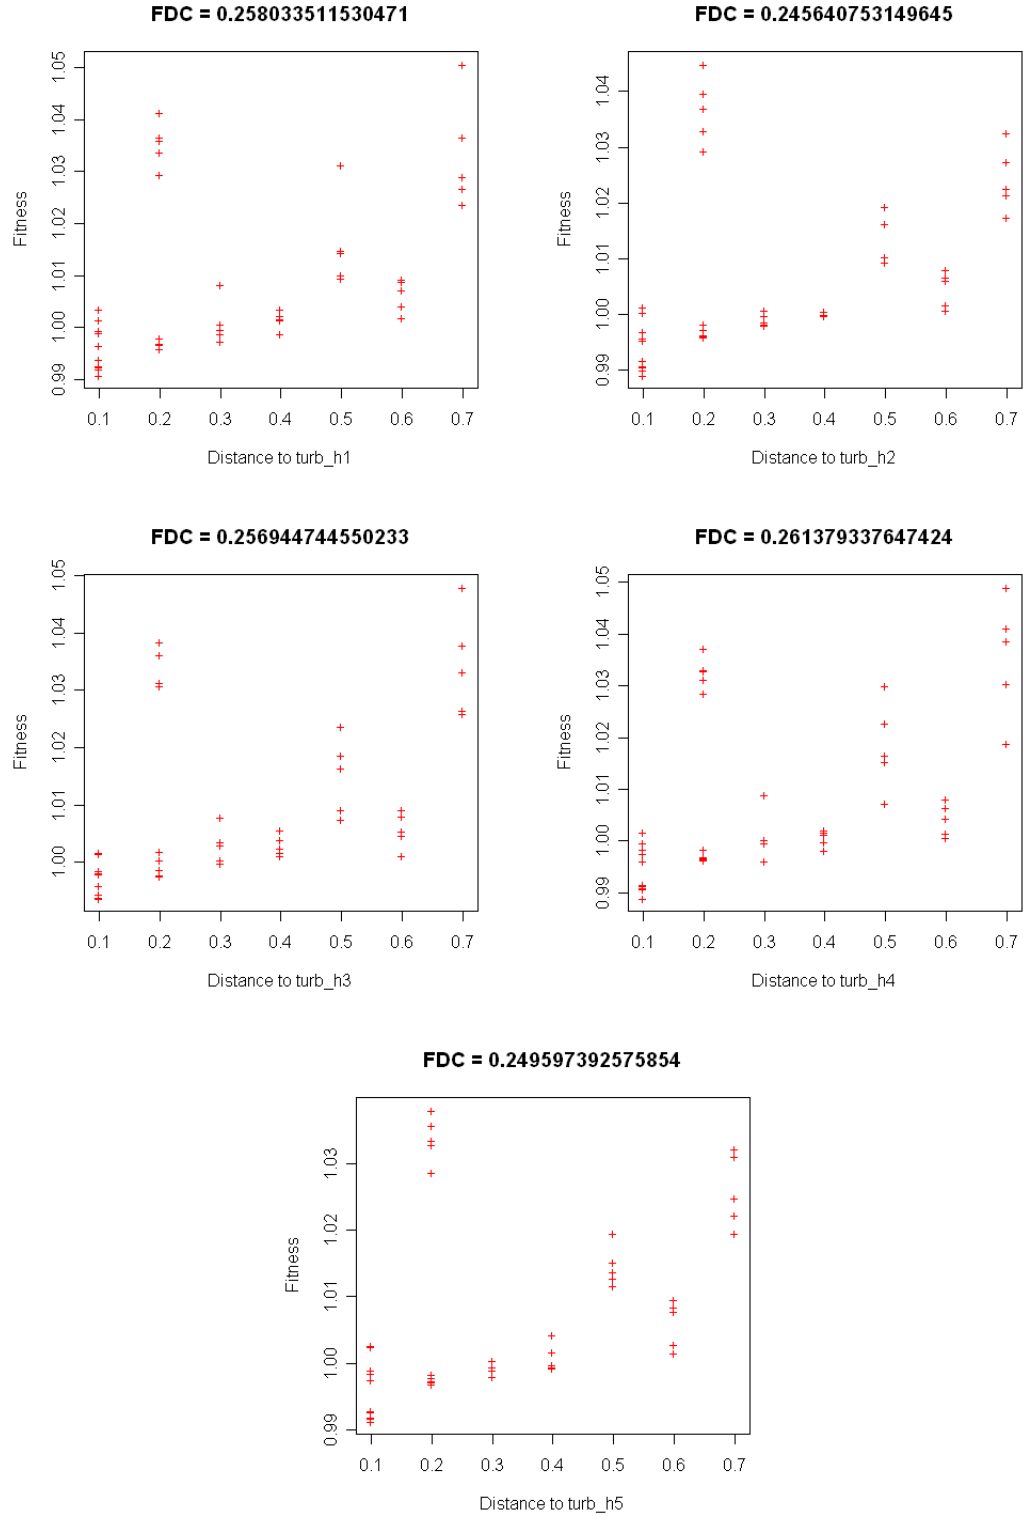 FDC = 0.258033511530471
Fitness
1.05
1.04
1.03
1.02
1.01
1.00
0.99
0.1 0.2 0.3 0.4 0.5 0.6 0.7
Distance to turb_h1
FDC = 0.245640753149645
Fitness
1.04
1.03
1.02
1.01
1.00
0.99
0.1 0.2 0.3 0.4 0.5 0.6 0.7
Distance to turb_h2
FDC = 0.256944744550233
Fitness
1.05
1.04
1.03
1.02
1.01
1.00
0.1 0.2 0.3 0.4 0.5 0.6 0.7
Distance to turb_h3
FDC = 0.261379337647424
Fitness
1.05
1.04
1.03
1.02
1.01
1.00
0.99
0.1 0.2 0.3 0.4 0.5 0.6 0.7
Distance to turb_h4
FDC = 0.249597392575854
Fitness
1.03
1.02
1.01
1.00
0.99
0.1 0.2 0.3 0.4 0.5 0.6 0.7
Distance to turb_h5